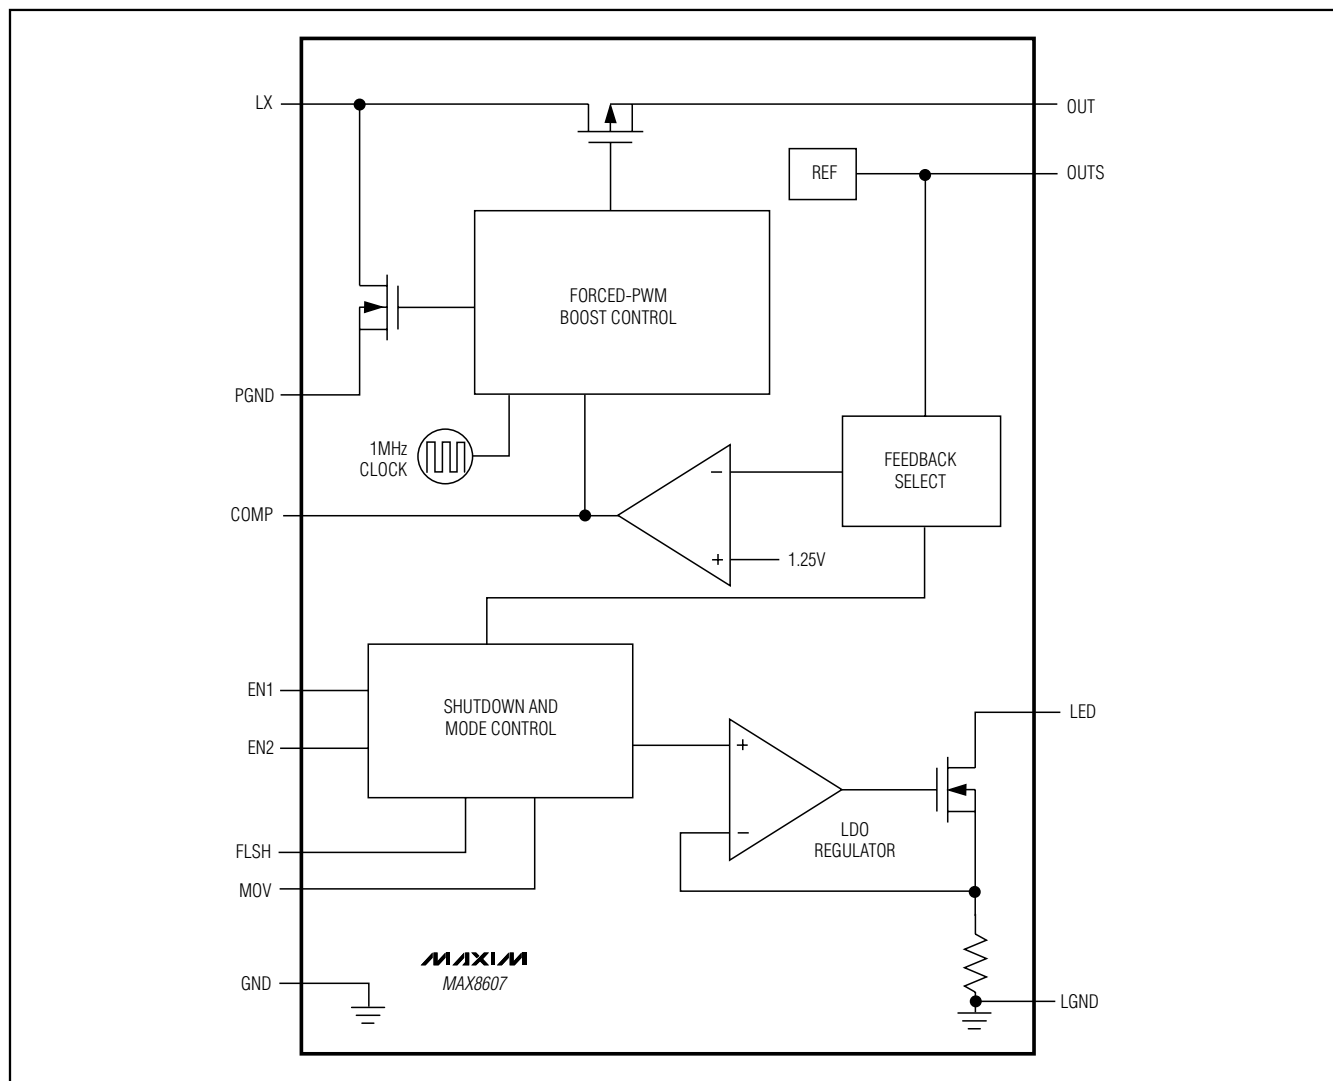 LX
OUT
REF
OUTS
FORCED-PWM
BOOST CONTROL
PGND
1MHz
CLOCK
FEEDBACK
SELECT
−
COMP
+
1.25V
EN1
SHUTDOWN AND
MODE CONTROL
LED
EN2
+
−
LDO
REGULATOR
FLSH
MOV
MAXIM
MAX8607
GND
LGND